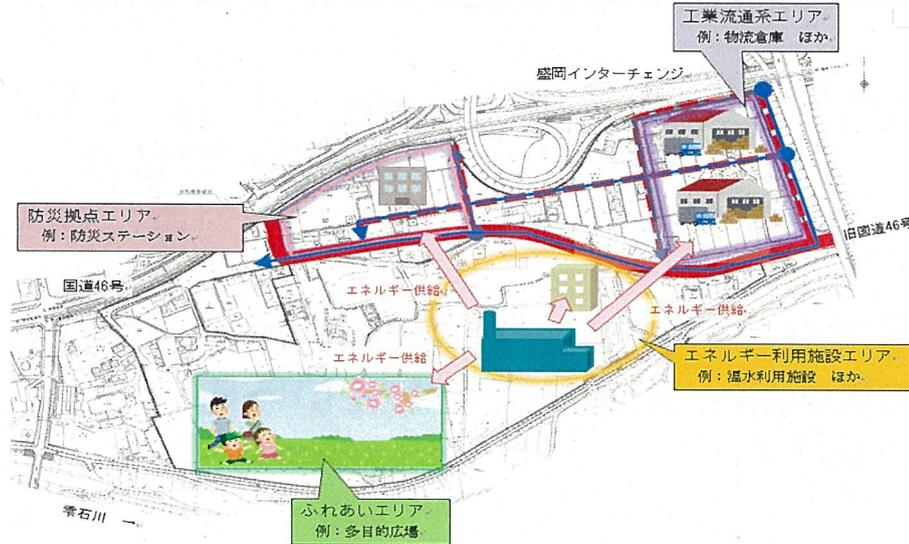 工業流通系エリア
例：物流倉庫　ほか
盛岡インターチェンジ
防災拠点エリア
例：防災ステーション
旧国道46号
国道46号
エネルギー供給
エネルギー供給
エネルギー供給
エネルギー利用施設エリア
例：温水利用施設　ほか
ふれあいエリア
例：多目的広場
雫石川　→